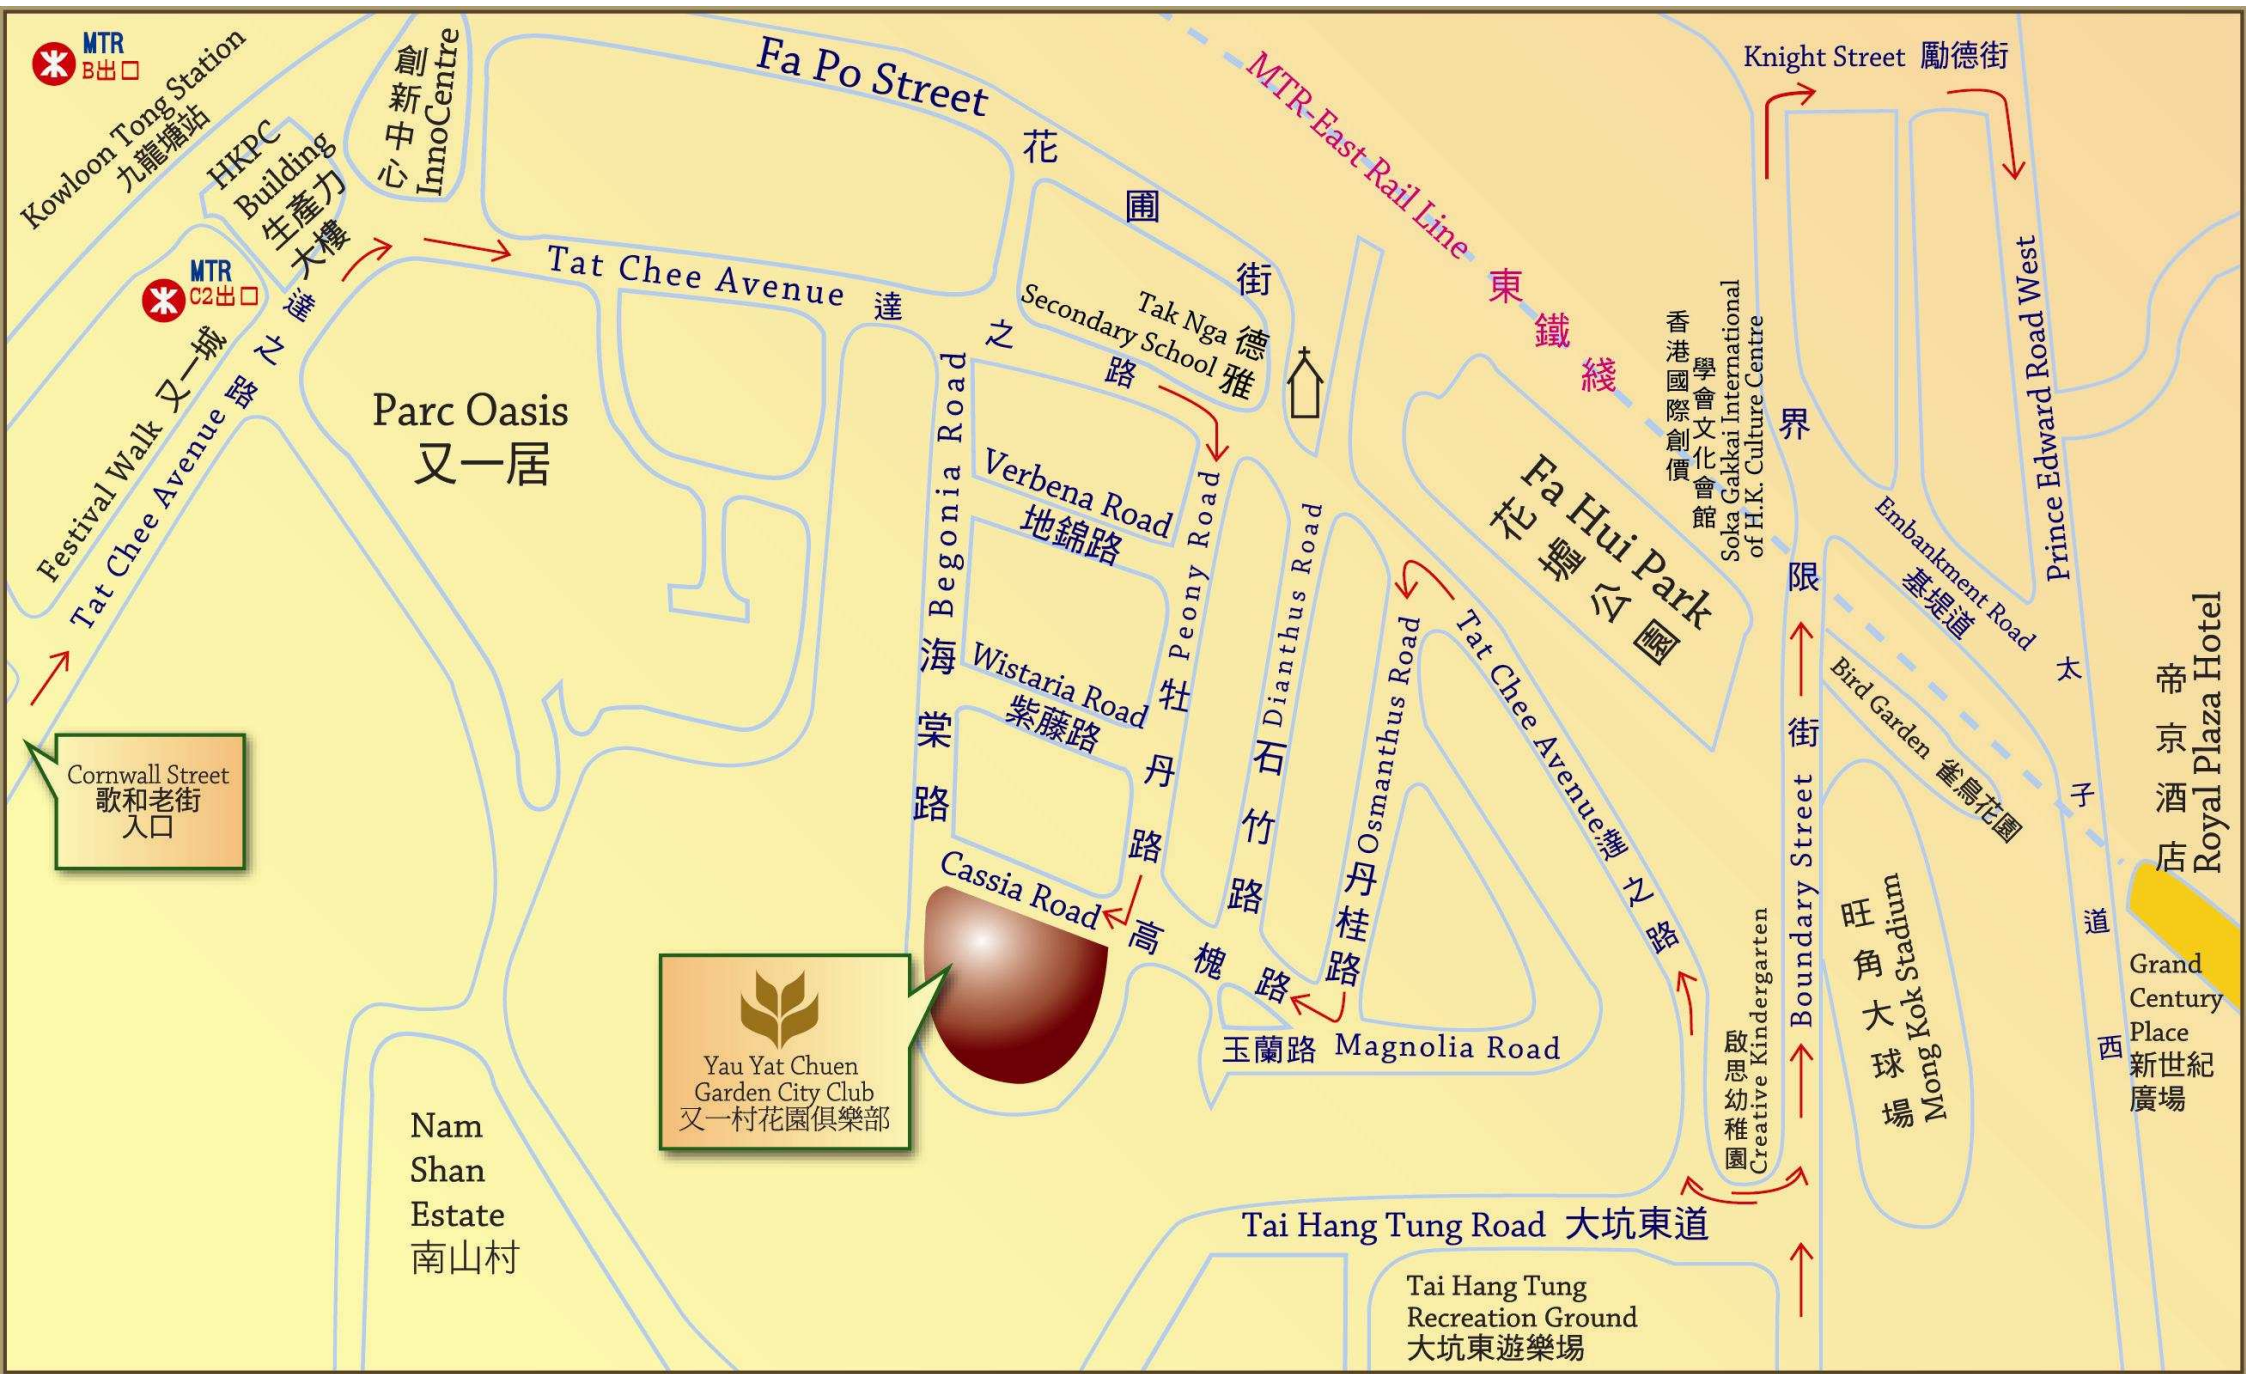 MTR
B出口
Kowloon Tong Station
九龍塘站
HKPC
Building
生產力
大樓
創新中心
InnoCentre
MTR
C2出口
Festival Walk 又一城
Tat Chee Avenue 達之路
Cornwall Street
歌和老街
入口
Parc Oasis
又一居
Fa Po Street 花圃街
Tat Chee Avenue 達之路
Tak Nga 德
Secondary School 雅
MTR-East Rail Line 東鐵綫
Begonia Road
海棠路
Verbena Road
地錦路
Wistaria Road
紫藤路
Peony Road
牡丹路
Dianthus Road
石竹路
Osmanthus Road
丹桂路
Cassia Road 高槐路
玉蘭路 Magnolia Road
Yau Yat Chuen
Garden City Club
又一村花園俱樂部
Nam
Shan
Estate
南山村
Fa Hui Park
花墟公園
Tat Chee Avenue 達之路
香港國際創價
學會文化會館
Soka Gakkai International
of H.K. Culture Centre
Knight Street 勵德街
界限街
Boundary Street
Embankment Road
基堤道
Prince Edward Road West
太子道西
Bird Garden 雀鳥花園
帝京酒店
Royal Plaza Hotel
Grand
Century
Place
新世紀
廣場
旺角大球場
Mong Kok Stadium
啟思幼稚園
Creative Kindergarten
Tai Hang Tung Road 大坑東道
Tai Hang Tung
Recreation Ground
大坑東遊樂場